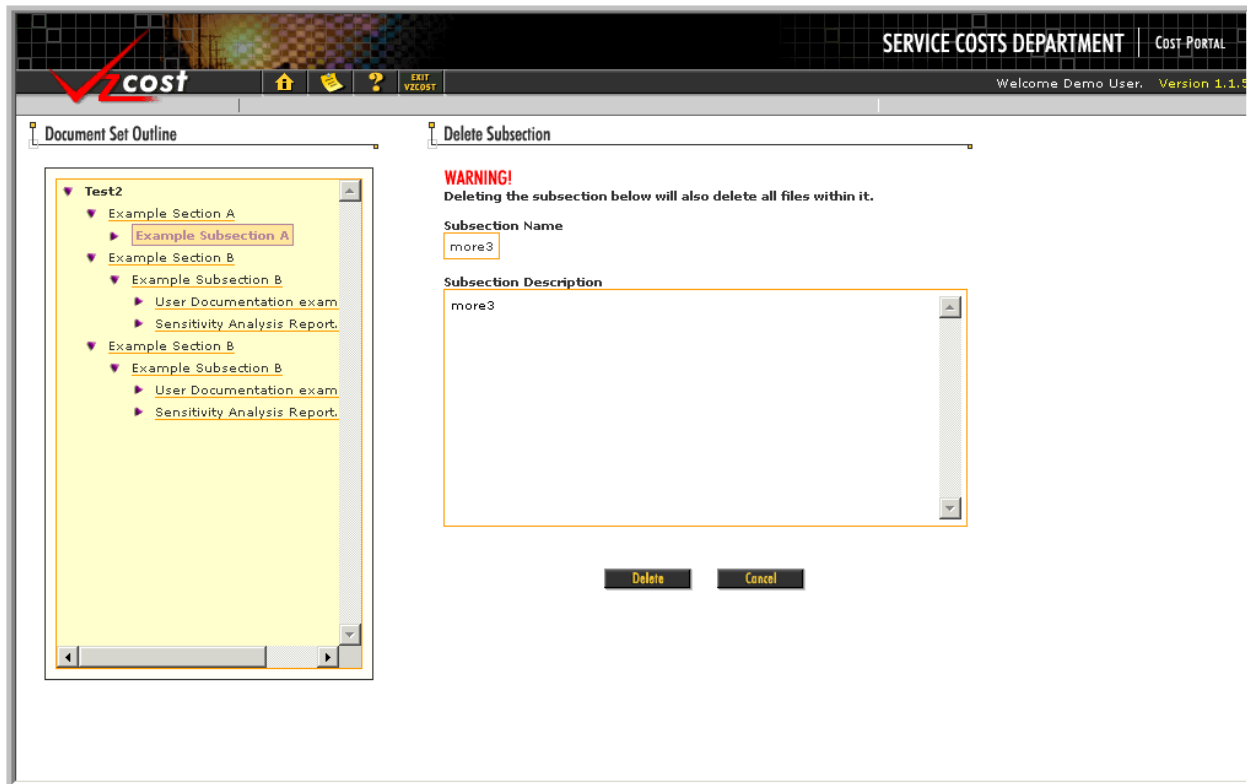 SERVICE COSTS DEPARTMENT COST PORTAL
Vzcost ? EXIT VZCOST Welcome Demo User. Version 1.1.5
Document Set Outline
Test2
Example Section A
Example Subsection A
Example Section B
Example Subsection B
User Documentation exam
Sensitivity Analysis Report.
Example Section B
Example Subsection B
User Documentation exam
Sensitivity Analysis Report.
Delete Subsection
WARNING!
Deleting the subsection below will also delete all files within it.
Subsection Name
more3
Subsection Description
more3
Delete Cancel